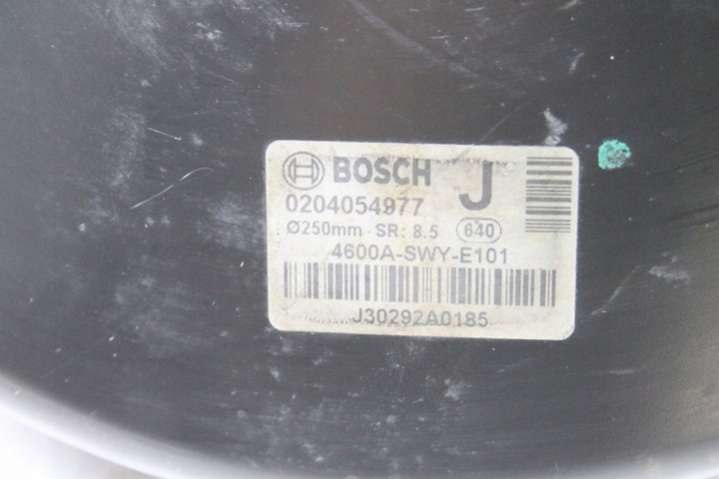 BOSCH J
0204054977
Ø250mm SR: 8.5 640
4600A-SWY-E101
J30292A0185